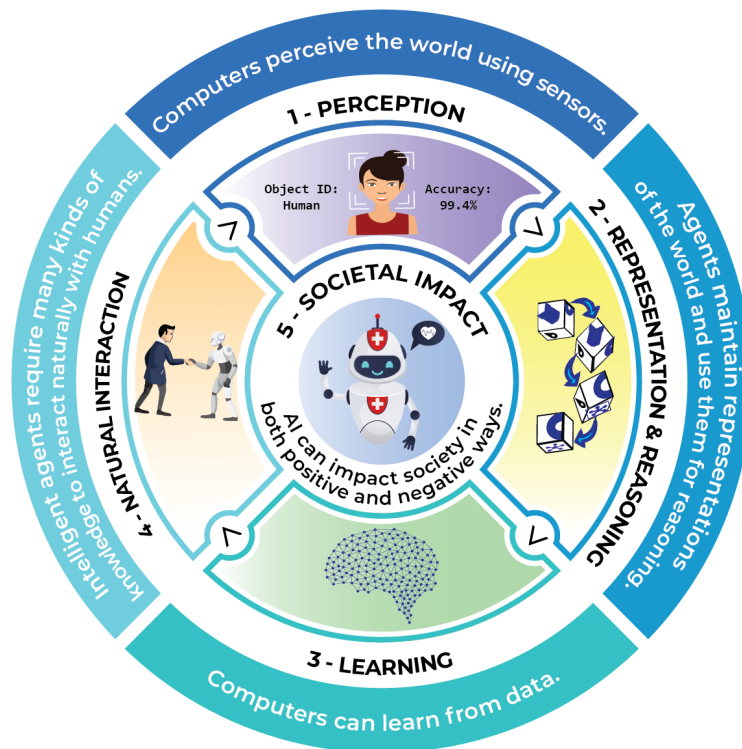 Computers perceive the world using sensors.
1 - PERCEPTION
Object ID:
Human
Accuracy:
99.4%
Agents maintain representations
of the world and use them for reasoning.
2 - REPRESENTATION & REASONING
3 - LEARNING
Computers can learn from data.
Intelligent agents require many kinds of
knowledge to interact naturally with humans.
4 - NATURAL INTERACTION
5 - SOCIETAL IMPACT
AI can impact society in
both positive and negative ways.